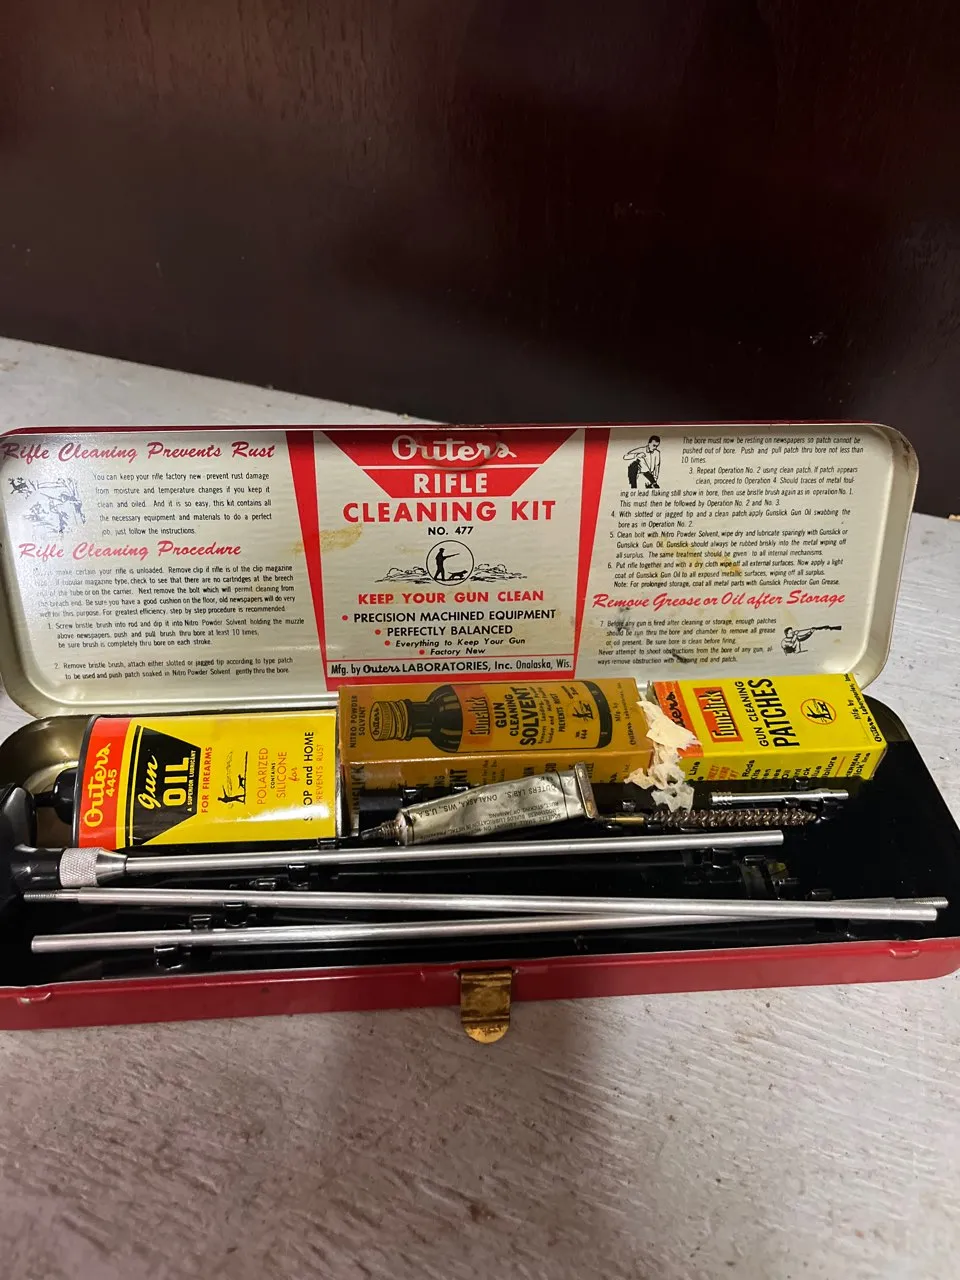 Rifle Cleaning Prevents Rust
You can keep your rifle factory new - prevent rust damage
from moisture and temperature changes if you keep it
clean and oiled. And it is so easy, this kit contains all
the necessary equipment and materials to do a perfect
job, just follow the instructions.
Rifle Cleaning Procedure
make certain your rifle is unloaded. Remove clip if rifle is of the clip magazine
tubular magazine type, check to see that there are no cartridges at the breech
end of the tube or on the carrier. Next remove the bolt which will permit cleaning from
the breach end. Be sure you have a good cushion on the floor, old newspapers will do very
well for this purpose. For greatest efficiency, step by step procedure is recommended.
1. Screw bristle brush into rod and dip it into Nitro Powder Solvent holding the muzzle
above newspapers, push and pull brush thru bore at least 10 times,
be sure brush is completely thru bore on each stroke.
2. Remove bristle brush, attach either slotted or jagged tip according to type patch
to be used and push patch soaked in Nitro Powder Solvent gently thru the bore.
Outers
RIFLE
CLEANING KIT
NO. 477
KEEP YOUR GUN CLEAN
• PRECISION MACHINED EQUIPMENT
• PERFECTLY BALANCED
• Everything to Keep Your Gun
• Factory New
Mfg. by Outers LABORATORIES, Inc. Onalaska, Wis.
The bore must now be resting on newspapers so patch cannot be
pushed out of bore. Push and pull patch thru bore not less than
10 times.
3. Repeat Operation No. 2 using clean patch. If patch appears
clean, proceed to Operation 4. Should traces of metal foul-
ing or lead flaking still show in bore, then use bristle brush again as in operation No. 1.
This must then be followed by Operation No. 2 and No. 3.
4. With slotted or jagged tip and a clean patch apply Gunslick Gun Oil swabbing the
bore as in Operation No. 2.
5. Clean bolt with Nitro Powder Solvent, wipe dry and lubricate sparingly with Gunslick or
Gunslick Gun Oil. Gunslick should always be rubbed briskly into the metal wiping off
all surplus. The same treatment should be given to all internal mechanisms.
6. Put rifle together and with a dry cloth wipe off all external surfaces. Now apply a light
coat of Gunslick Gun Oil to all exposed metallic surfaces, wiping off all surplus.
Note: For prolonged storage, coat all metal parts with Gunslick Protector Gun Grease.
Remove Grease or Oil after Storage
7. Before any gun is fired after cleaning or storage, enough patches
should be run thru the bore and chamber to remove all grease
or oil present. Be sure bore is clean before firing.
Never attempt to shoot obstructions from the bore of any gun, al-
ways remove obstruction with cleaning rod and patch.
Outers
445
Gun
OIL
A SUPERIOR LUBRICANT
FOR FIREARMS
POLARIZED
CONTAINS
SILICONE
for
SHOP and HOME
PREVENTS RUST
NITRO POWDER
SOLVENT
Outers
Gunslick
GUN
CLEANING
SOLVENT
PREVENTS RUST
Outers
Gunslick
GUN CLEANING
PATCHES
Mfg. by
OUTERS LABS. ONALASKA, WIS., U.S.A.